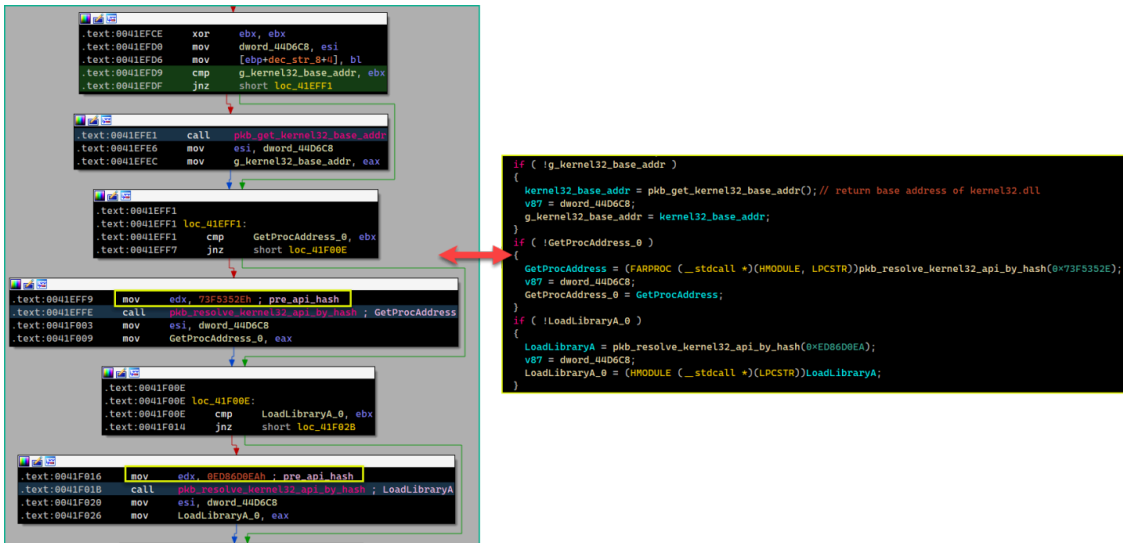 .text:0041EFCE xor ebx, ebx
.text:0041EFD0 mov dword_44D6C8, esi
.text:0041EFD6 mov [ebp+dec_str_8+4], bl
.text:0041EFD9 cmp g_kernel32_base_addr, ebx
.text:0041EFDF jnz short loc_41EFF1
.text:0041EFE1 call pkb_get_kernel32_base_addr
.text:0041EFE6 mov esi, dword_44D6C8
.text:0041EFEC mov g_kernel32_base_addr, eax
.text:0041EFF1
.text:0041EFF1 loc_41EFF1:
.text:0041EFF1 cmp GetProcAddress_0, ebx
.text:0041EFF7 jnz short loc_41F00E
.text:0041EFF9 mov edx, 73F5352Eh ; pre_api_hash
.text:0041EFFE call pkb_resolve_kernel32_api_by_hash ; GetProcAddress
.text:0041F003 mov esi, dword_44D6C8
.text:0041F009 mov GetProcAddress_0, eax
.text:0041F00E
.text:0041F00E loc_41F00E:
.text:0041F00E cmp LoadLibraryA_0, ebx
.text:0041F014 jnz short loc_41F02B
.text:0041F016 mov edx, 0ED86D0EAh ; pre_api_hash
.text:0041F01B call pkb_resolve_kernel32_api_by_hash ; LoadLibraryA
.text:0041F020 mov esi, dword_44D6C8
.text:0041F026 mov LoadLibraryA_0, eax
if ( !g_kernel32_base_addr )
{
kernel32_base_addr = pkb_get_kernel32_base_addr();// return base address of kernel32.dll
v87 = dword_44D6C8;
g_kernel32_base_addr = kernel32_base_addr;
}
if ( !GetProcAddress_0 )
{
GetProcAddress = (FARPROC (__stdcall *)(HMODULE, LPCSTR))pkb_resolve_kernel32_api_by_hash(0x73F5352E);
v87 = dword_44D6C8;
GetProcAddress_0 = GetProcAddress;
}
if ( !LoadLibraryA_0 )
{
LoadLibraryA = pkb_resolve_kernel32_api_by_hash(0xED86D0EA);
v87 = dword_44D6C8;
LoadLibraryA_0 = (HMODULE (__stdcall *)(LPCSTR))LoadLibraryA;
}